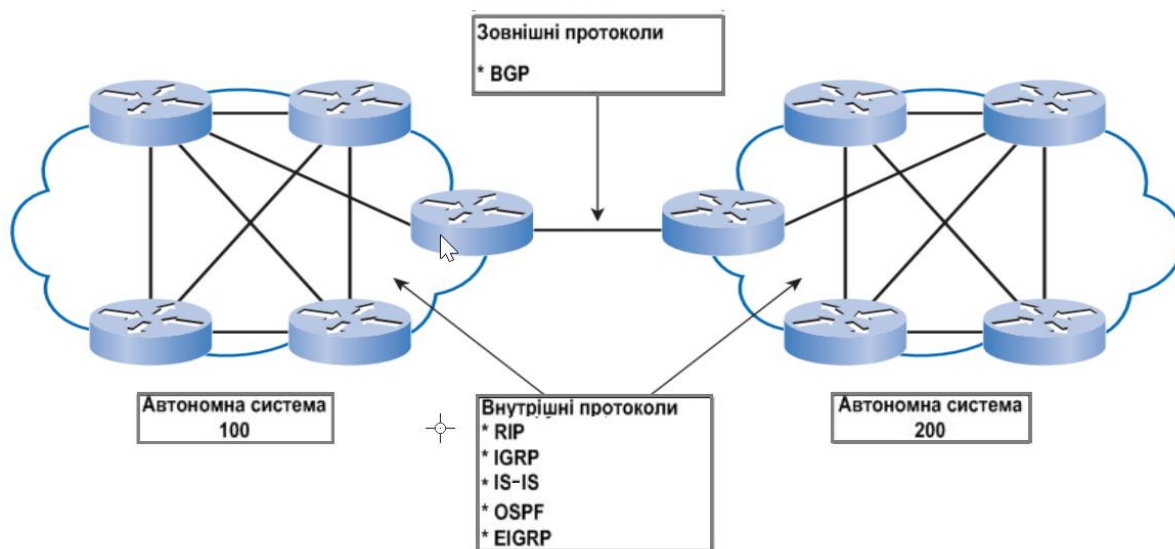 Зовнішні протоколи
* BGP
Автономна система
100
Внутрішні протоколи
* RIP
* IGRP
* IS-IS
* OSPF
* EIGRP
Автономна система
200